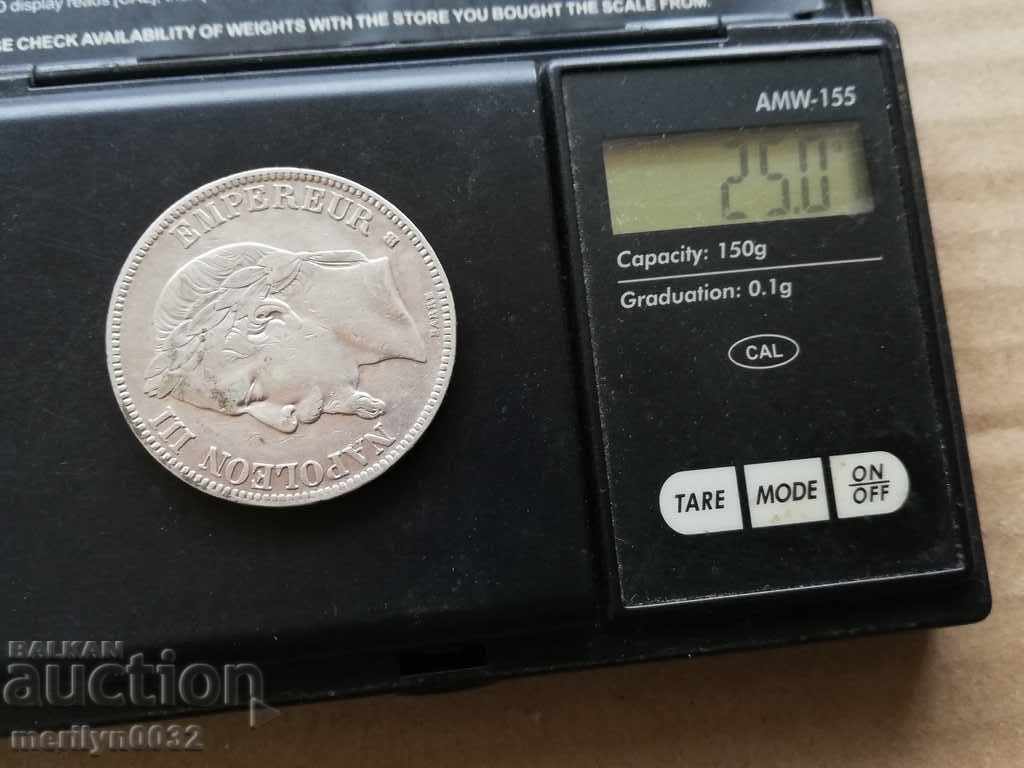 display reads
SE CHECK AVAILABILITY OF WEIGHTS WITH THE STORE YOU BOUGHT THE SCALE FROM.
AMW-155
25.0
Capacity: 150g
Graduation: 0.1g
CAL
TARE
MODE
ON
OFF
NAPOLEON III
EMPEREUR
BALKAN
auction
merilyn0032